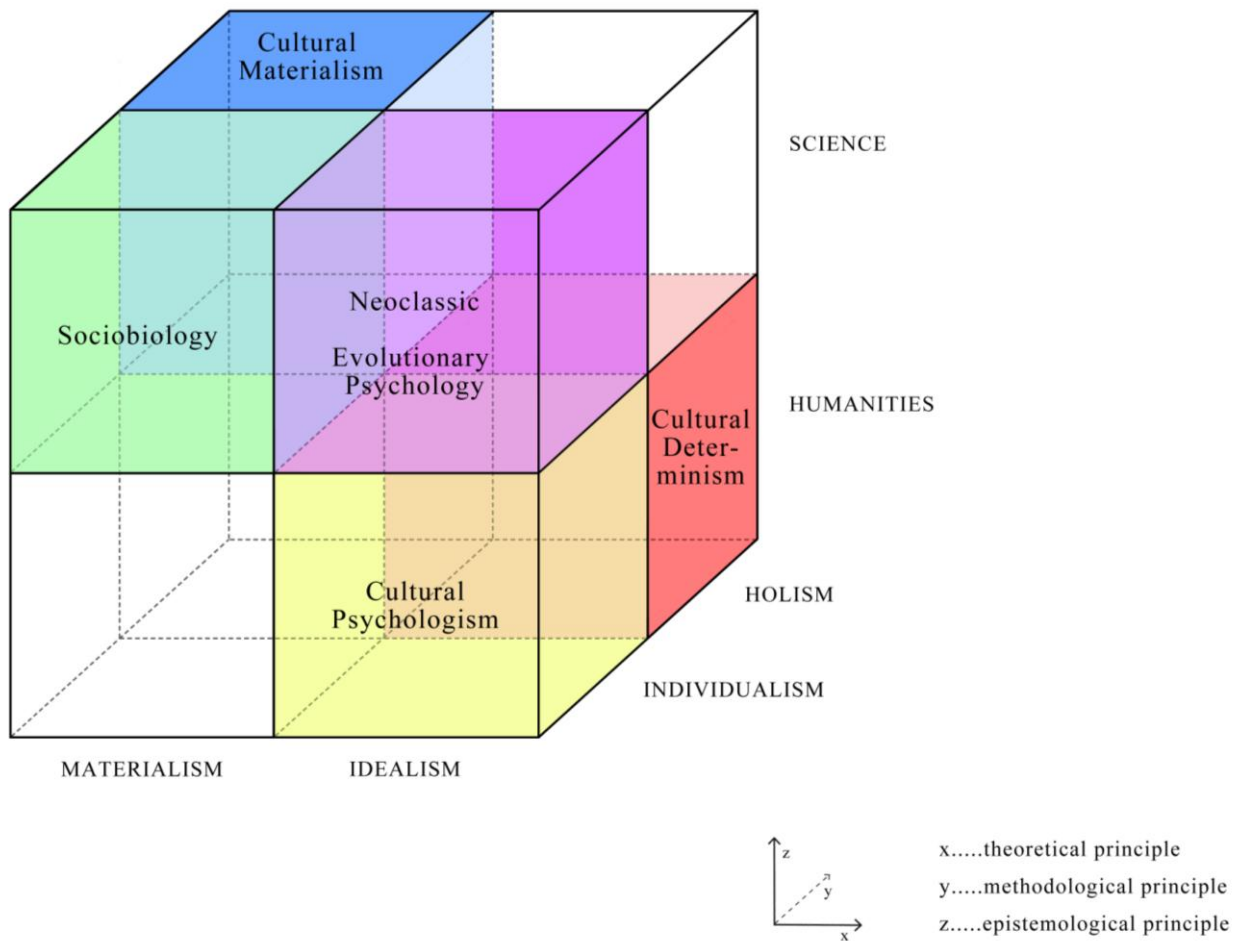 Cultural
Materialism
SCIENCE
Neoclassic
Sociobiology
Evolutionary
Psychology
HUMANITIES
Cultural
Deter-
minism
Cultural
Psychologism
HOLISM
INDIVIDUALISM
MATERIALISM
IDEALISM
z
y
x
x.....theoretical principle
y.....methodological principle
z.....epistemological principle